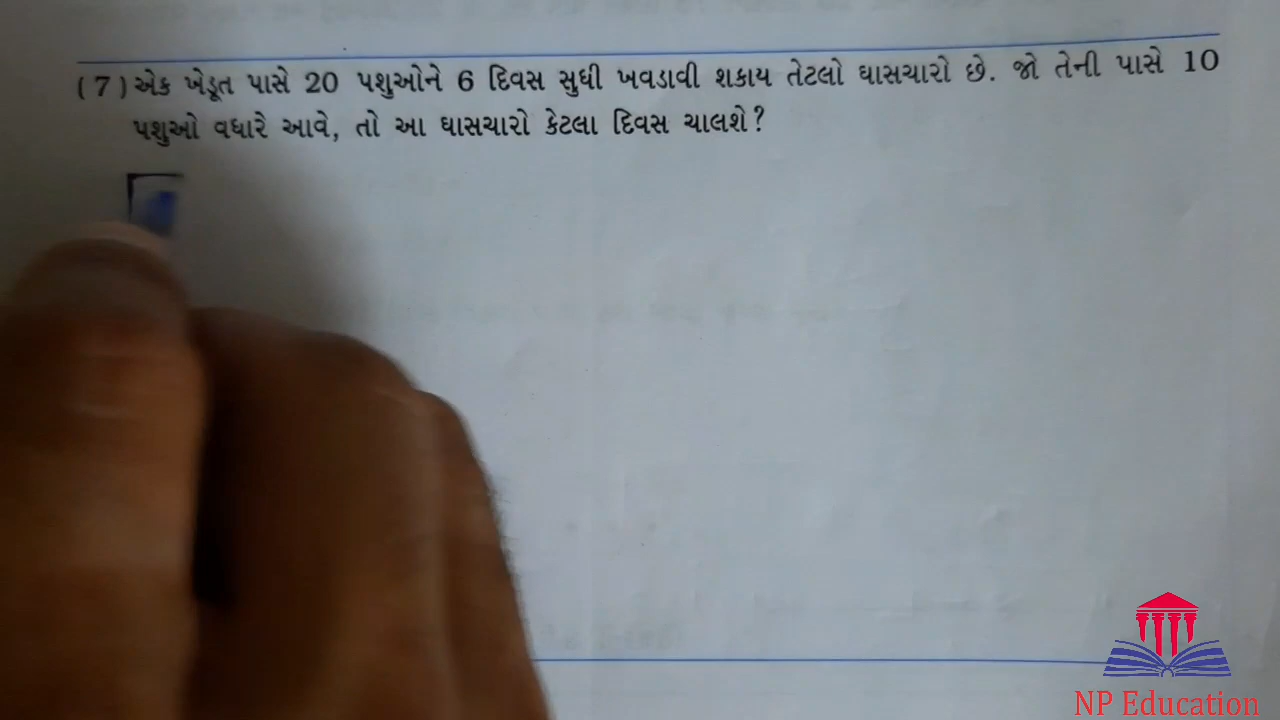 (7) એક ખેડૂત પાસે 20 પશુઓને 6 દિવસ સુધી ખવડાવી શકાય તેટલો ઘાસચારો છે. જો તેની પાસે 10
પશુઓ વધારે આવે, તો આ ઘાસચારો કેટલા દિવસ ચાલશે?
NP Education